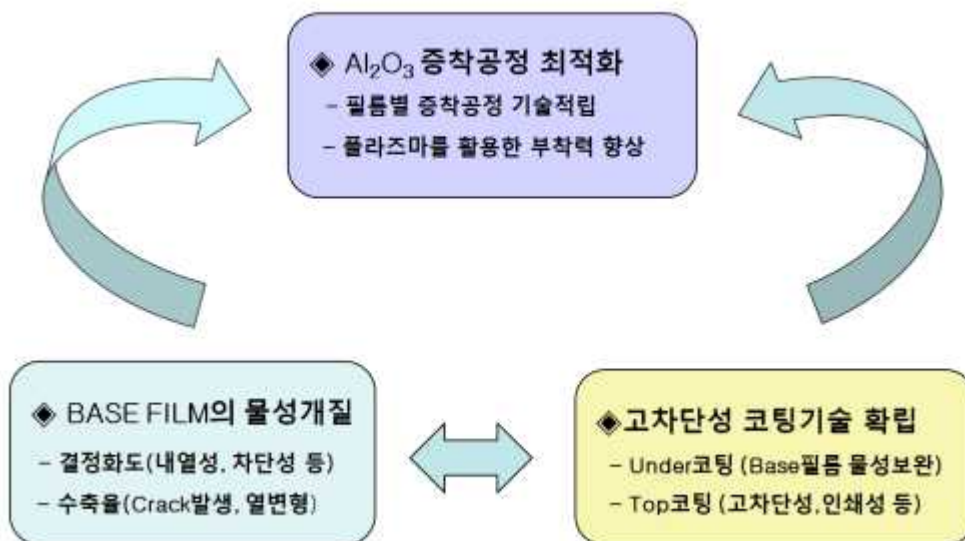 ◈ Al₂O₃ 증착공정 최적화
– 필름별 증착공정 기술적립
– 플라즈마를 활용한 부착력 향상
◈ BASE FILM의 물성개질
– 결정화도(내열성, 차단성 등)
– 수축율(Crack발생, 열변형)
◈고차단성 코팅기술 확립
– Under코팅 (Base필름 물성보완)
– Top코팅 (고차단성,인쇄성 등)